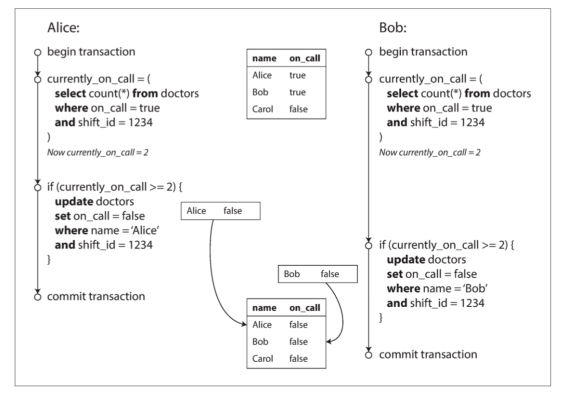 Alice:
begin transaction
currently_on_call = (
select count(*) from doctors
where on_call = true
and shift_id = 1234
)
Now currently_on_call = 2
if (currently_on_call >= 2) {
update doctors
set on_call = false
where name = 'Alice'
and shift_id = 1234
}
commit transaction
name on_call
Alice true
Bob true
Carol false
Alice false
Bob false
name on_call
Alice false
Bob false
Carol false
Bob:
begin transaction
currently_on_call = (
select count(*) from doctors
where on_call = true
and shift_id = 1234
)
Now currently_on_call = 2
if (currently_on_call >= 2) {
update doctors
set on_call = false
where name = 'Bob'
and shift_id = 1234
}
commit transaction